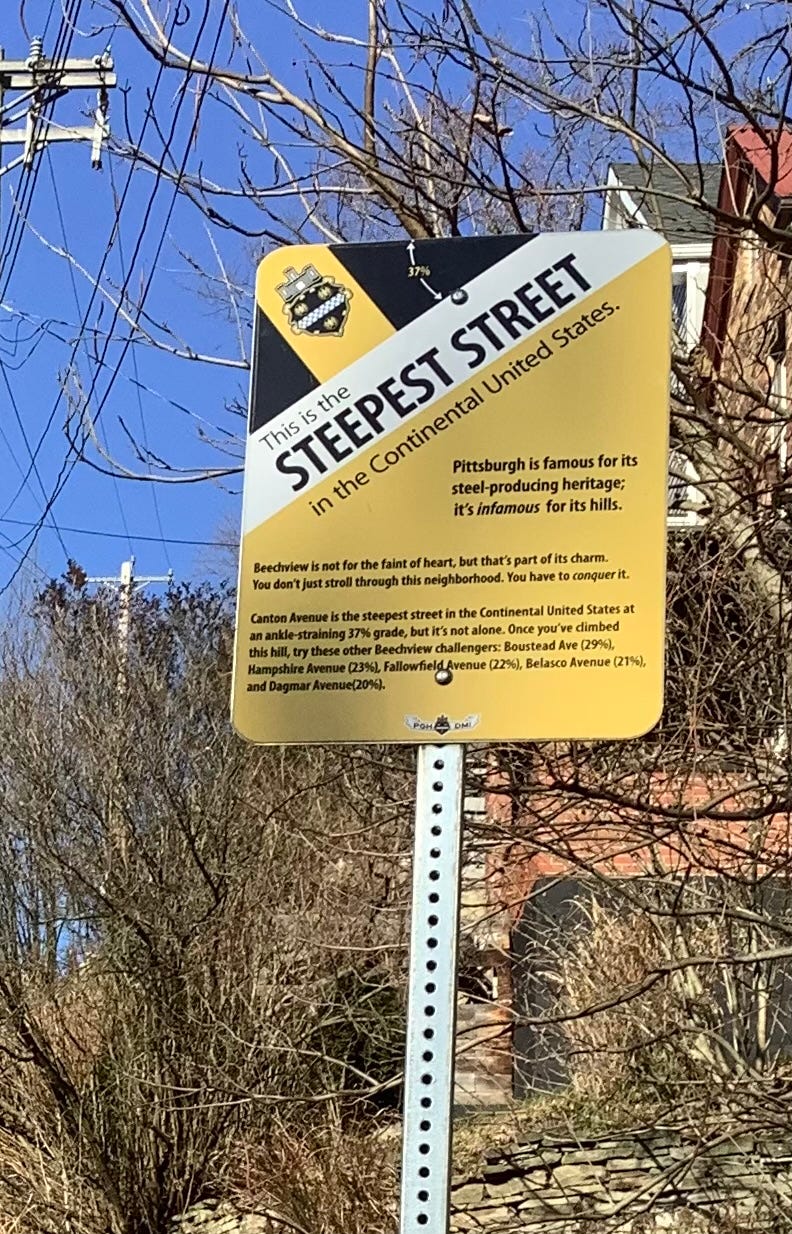 37%
This is the
STEEPEST STREET
in the Continental United States.
Pittsburgh is famous for its
steel-producing heritage;
it's infamous for its hills.
Beechview is not for the faint of heart, but that's part of its charm.
You don't just stroll through this neighborhood. You have to conquer it.
Canton Avenue is the steepest street in the Continental United States at
an ankle-straining 37% grade, but it's not alone. Once you've climbed
this hill, try these other Beechview challengers: Boustead Ave (29%),
Hampshire Avenue (23%), Fallowfield Avenue (22%), Belasco Avenue (21%),
and Dagmar Avenue(20%).
PGH DMI